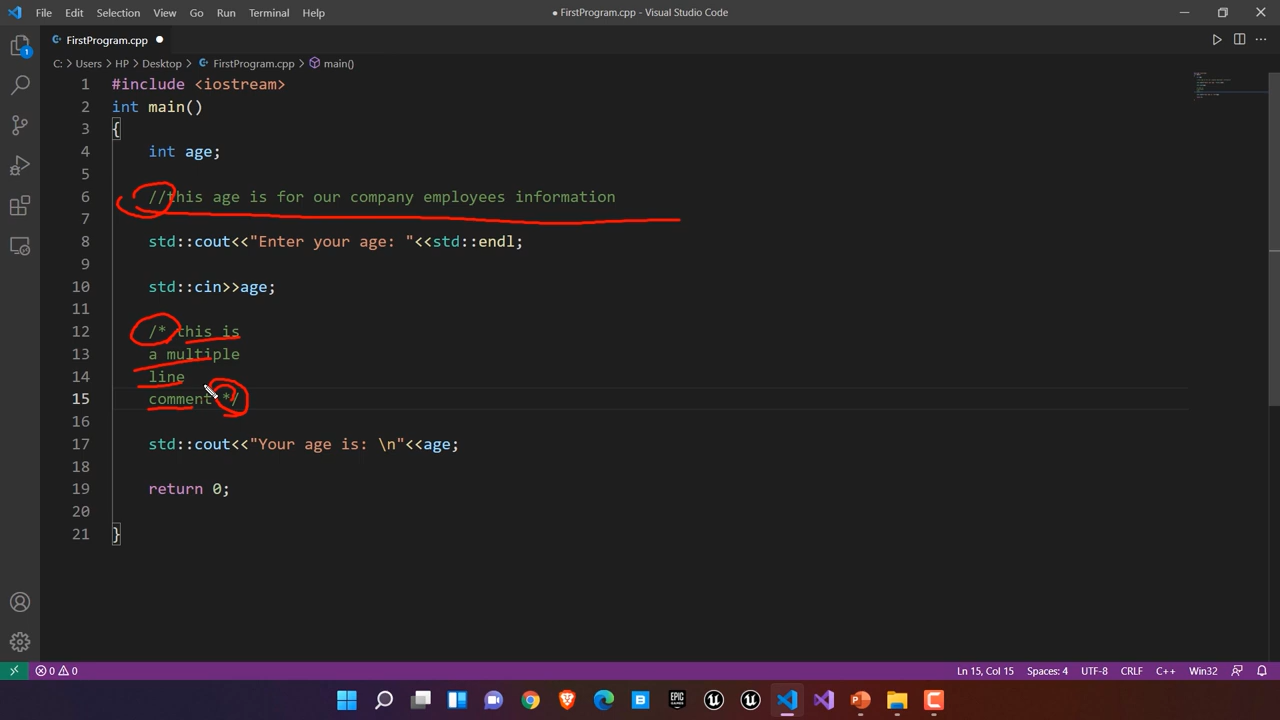 File Edit Selection View Go Run Terminal Help
● FirstProgram.cpp - Visual Studio Code
FirstProgram.cpp
C: > Users > HP > Desktop > FirstProgram.cpp > main()
1 #include <iostream>
2 int main()
3 {
4 int age;
5
6 //this age is for our company employees information
7
8 std::cout<<"Enter your age: "<<std::endl;
9
10 std::cin>>age;
11
12 /* this is
13 a multiple
14 line
15 comment */
16
17 std::cout<<"Your age is: \n"<<age;
18
19 return 0;
20
21 }
1
0 0 Ln 15, Col 15 Spaces: 4 UTF-8 CRLF C++ Win32
B EPIC GAMES